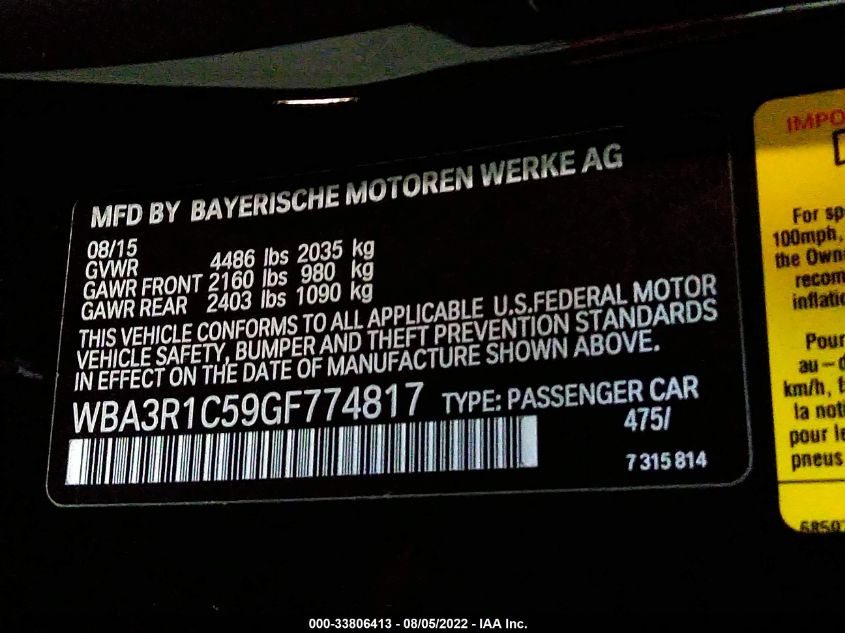 MFD BY BAYERISCHE MOTOREN WERKE AG
08/15
GVWR 4486 lbs 2035 kg
GAWR FRONT 2160 lbs 980 kg
GAWR REAR 2403 lbs 1090 kg
THIS VEHICLE CONFORMS TO ALL APPLICABLE U.S.FEDERAL MOTOR
VEHICLE SAFETY, BUMPER AND THEFT PREVENTION STANDARDS
IN EFFECT ON THE DATE OF MANUFACTURE SHOWN ABOVE.
WBA3R1C59GF774817 TYPE: PASSENGER CAR
475/
7 315 814
IMPO
For sp
100mph,
the Own
recom
inflatio
Pour
au-d
km/h, f
la noti
pour le
pneus
6850
000-33806413 - 08/05/2022 - IAA Inc.